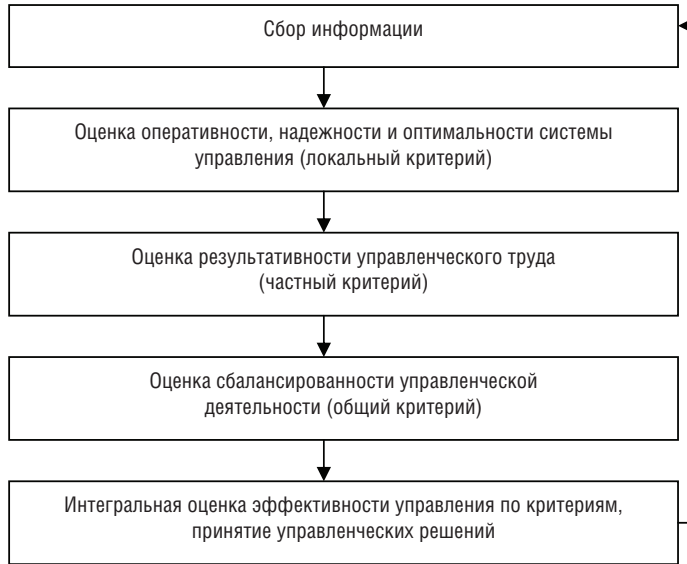 Сбор информации
Оценка оперативности, надежности и оптимальности системы
управления (локальный критерий)
Оценка результативности управленческого труда
(частный критерий)
Оценка сбалансированности управленческой
деятельности (общий критерий)
Интегральная оценка эффективности управления по критериям,
принятие управленческих решений